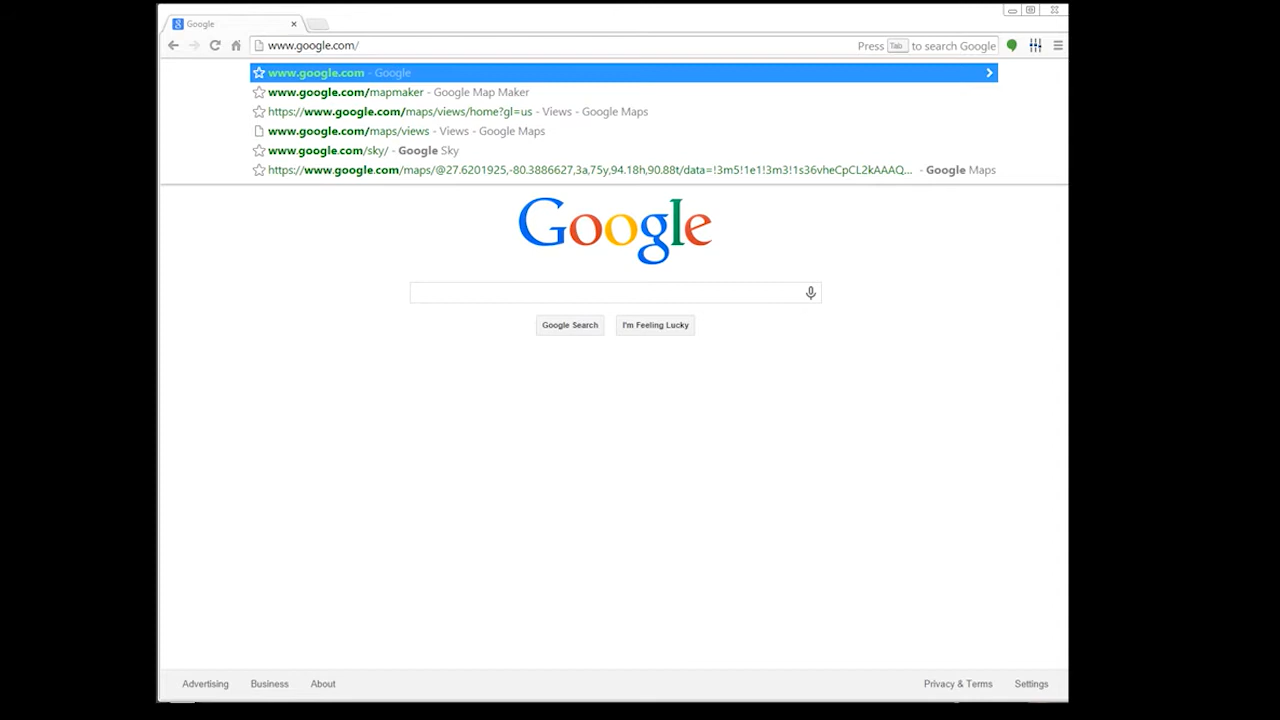 Google
www.google.com/ Press Tab to search Google
www.google.com - Google
www.google.com/mapmaker - Google Map Maker
https://www.google.com/maps/views/home?gl=us - Views - Google Maps
www.google.com/maps/views - Views - Google Maps
www.google.com/sky/ - Google Sky
https://www.google.com/maps/@27.6201925,-80.3886627,3a,75y,94.18h,90.88t/data=!3m5!1e1!3m3!1s36vheCpCL2kAAAQ... - Google Maps
Google
Google Search I'm Feeling Lucky
Advertising Business About Privacy & Terms Settings